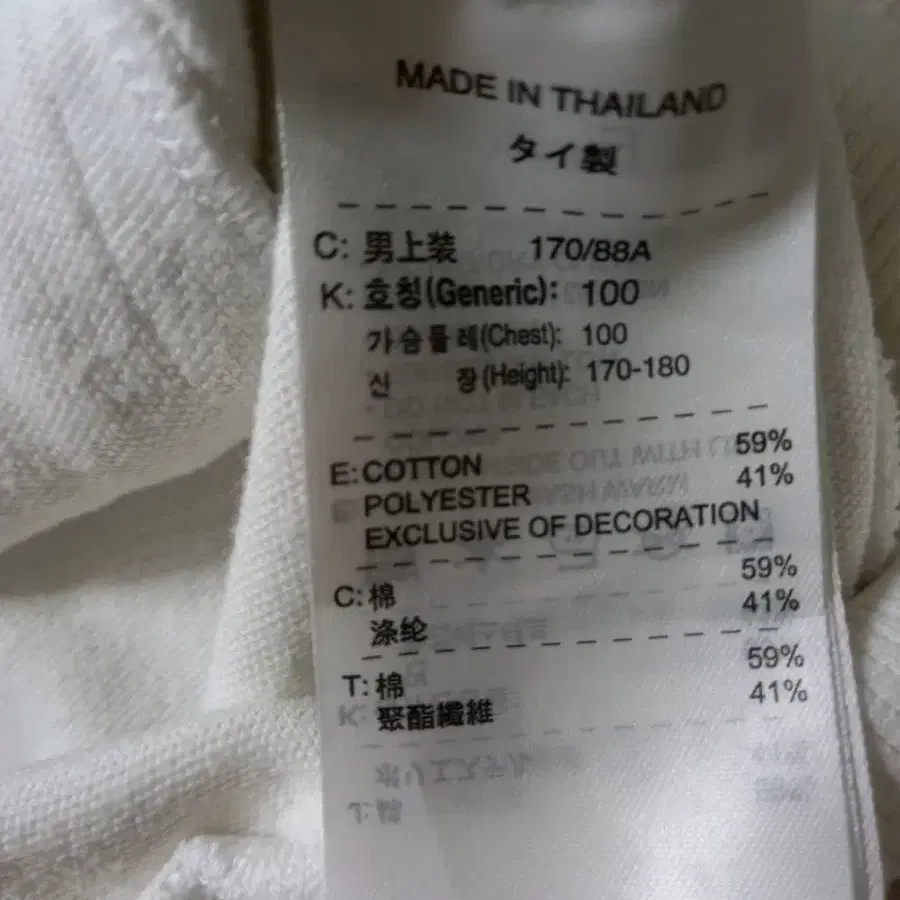 MADE IN THAILAND
タイ製
C: 男上装 170/88A
K: 호칭(Generic): 100
가슴둘레(Chest): 100
신 장(Height): 170-180
E: COTTON 59%
POLYESTER 41%
EXCLUSIVE OF DECORATION
C: 棉 59%
涤纶 41%
T: 棉 59%
聚酯纖維 41%